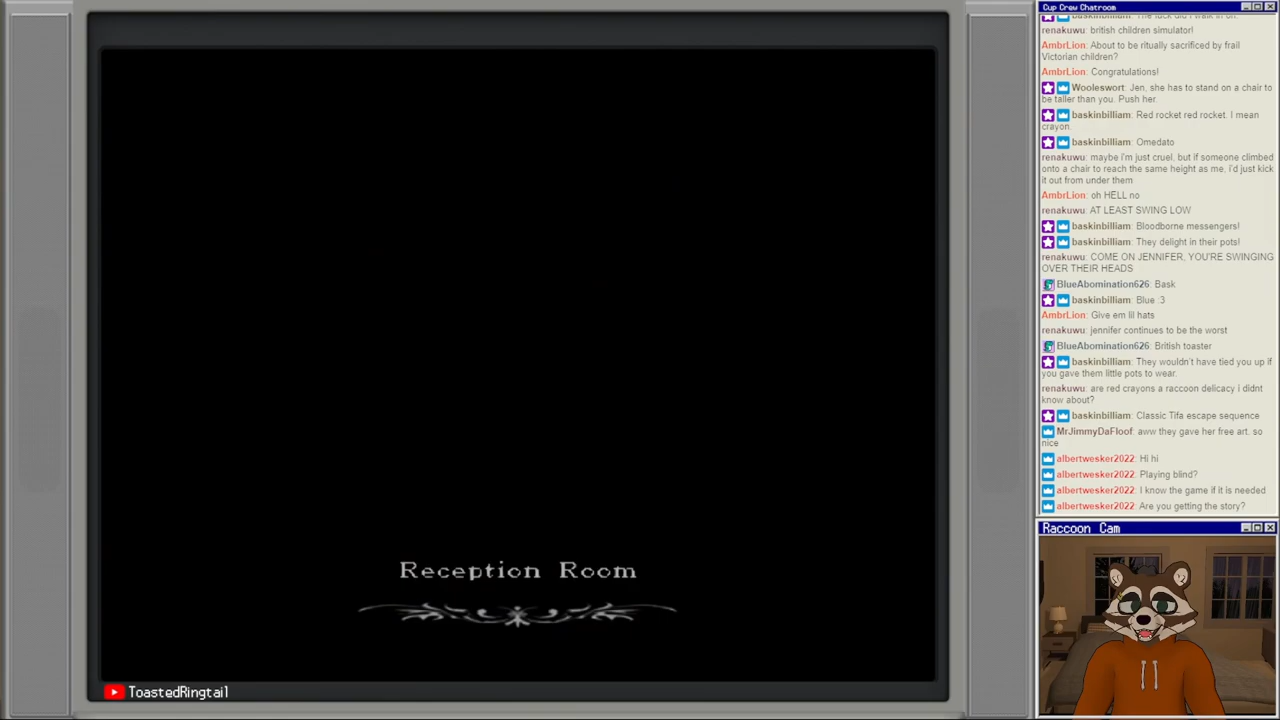 Cup Crew Chatroom
baskinbilliam: The fuck did I walk in on.
renakuwu: british children simulator!
AmbrLion: About to be ritually sacrificed by frail
Victorian children?
AmbrLion: Congratulations!
Wooleswort: Jen, she has to stand on a chair to
be taller than you. Push her.
baskinbilliam: Red rocket red rocket. I mean
crayon.
baskinbilliam: Omedato
renakuwu: maybe i'm just cruel, but if someone climbed
onto a chair to reach the same height as me, i'd just kick
it out from under them
AmbrLion: oh HELL no
renakuwu: AT LEAST SWING LOW
baskinbilliam: Bloodborne messengers!
baskinbilliam: They delight in their pots!
renakuwu: COME ON JENNIFER, YOU'RE SWINGING
OVER THEIR HEADS
BlueAbomination626: Bask
baskinbilliam: Blue :3
AmbrLion: Give em lil hats
renakuwu: jennifer continues to be the worst
BlueAbomination626: British toaster
baskinbilliam: They wouldn't have tied you up if
you gave them little pots to wear.
renakuwu: are red crayons a raccoon delicacy i didnt
know about?
baskinbilliam: Classic Tifa escape sequence
MrJimmyDaFloof: aww they gave her free art, so
nice
albertwesker2022: Hi hi
albertwesker2022: Playing blind?
albertwesker2022: I know the game if it is needed
albertwesker2022: Are you getting the story?
Raccoon Cam
Reception Room
ToastedRingtail